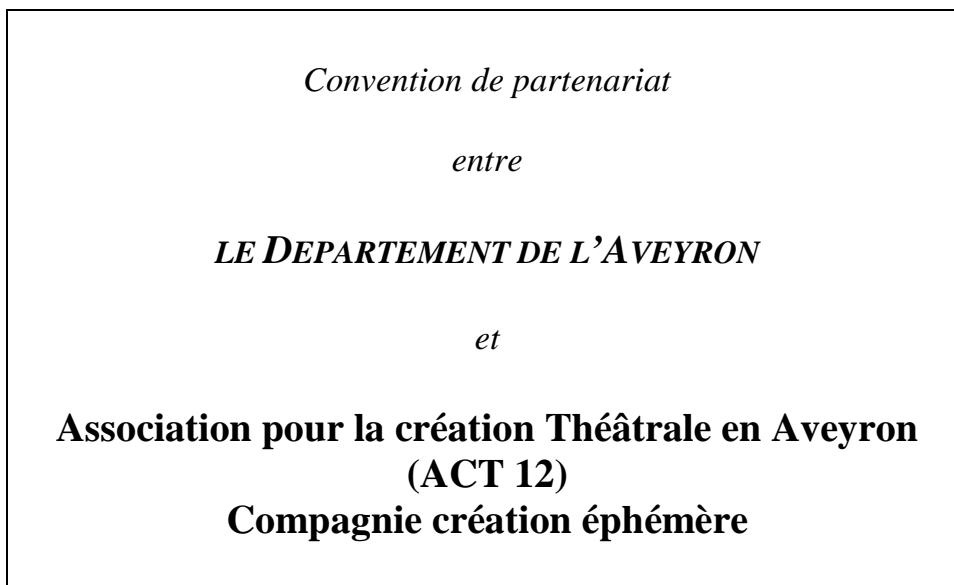 Convention de partenariat
entre
LE DEPARTEMENT DE L’AVEYRON
et
Association pour la création Théâtrale en Aveyron
(ACT 12)
Compagnie création éphémère